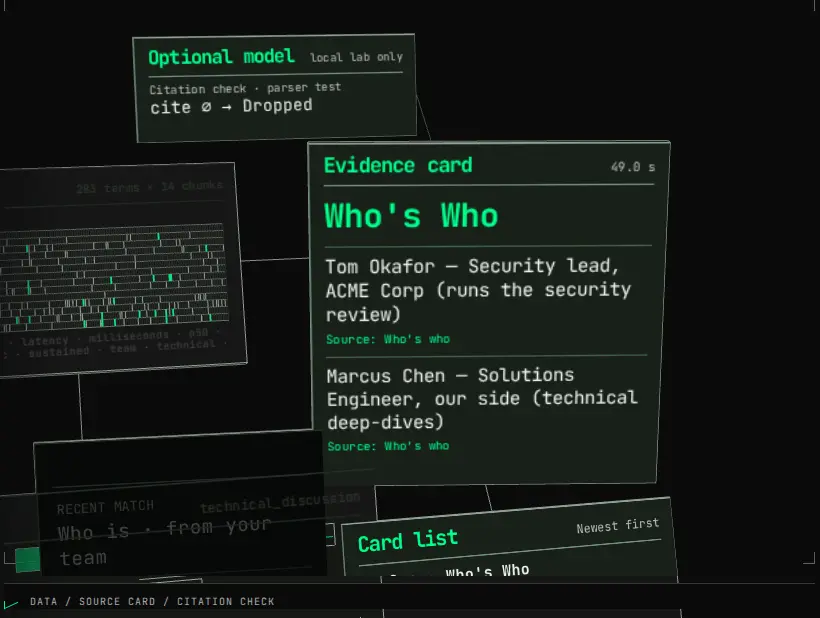 Optional model local lab only
Citation check · parser test
cite ∅ → Dropped
Evidence card 49.0 s
Who's Who
Tom Okafor — Security lead,
ACME Corp (runs the security
review)
Source: Who's who
Marcus Chen — Solutions
Engineer, our side (technical
deep-dives)
Source: Who's who
283 terms × 24 chunks
· latency · milliseconds · p50 ·
· sustained · team · technical ·
RECENT MATCH technical_discussion
Who is · from your
team
Card list Newest first
Who's Who
DATA / SOURCE CARD / CITATION CHECK